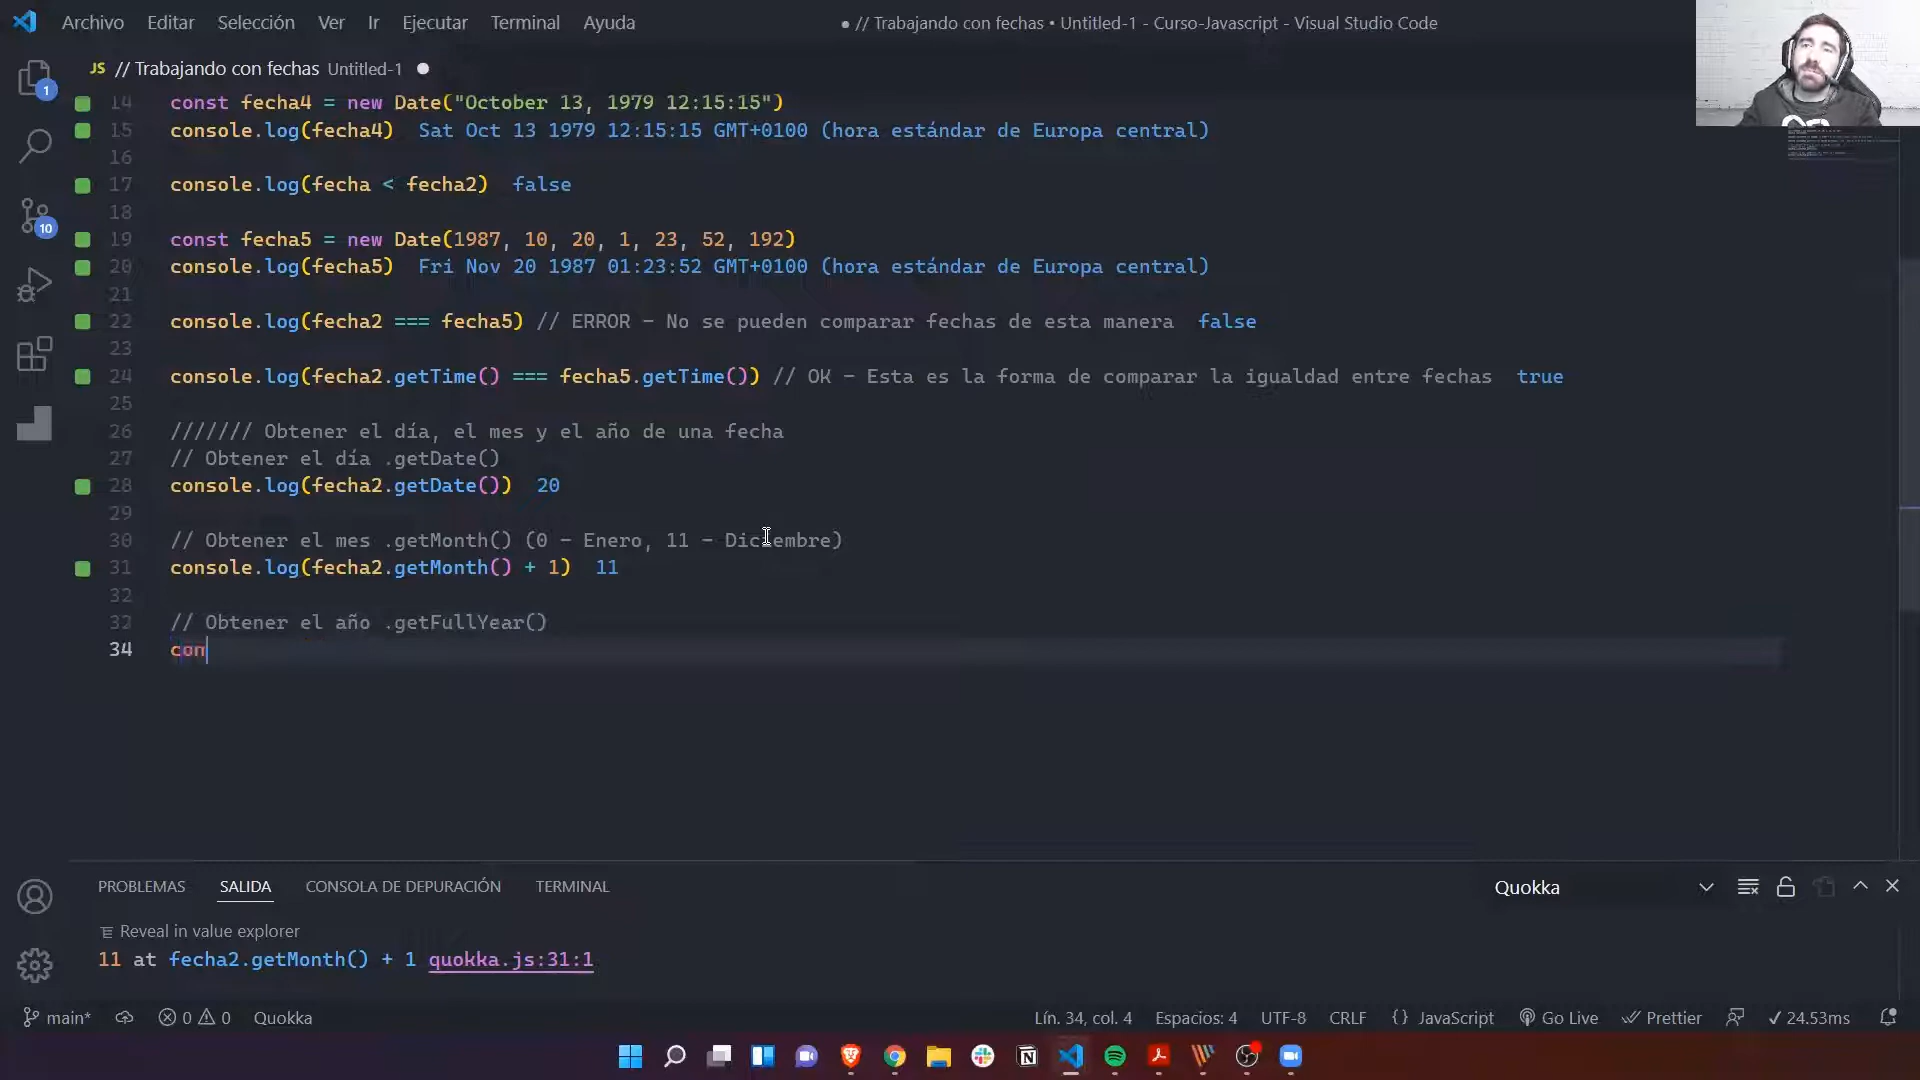 Archivo Editar Selección Ver Ir Ejecutar Terminal Ayuda
● // Trabajando con fechas • Untitled-1 - Curso-Javascript - Visual Studio Code
JS // Trabajando con fechas Untitled-1 ●
14 const fecha4 = new Date("October 13, 1979 12:15:15")
15 console.log(fecha4) Sat Oct 13 1979 12:15:15 GMT+0100 (hora estándar de Europa central)
16
17 console.log(fecha < fecha2) false
18
19 const fecha5 = new Date(1987, 10, 20, 1, 23, 52, 192)
20 console.log(fecha5) Fri Nov 20 1987 01:23:52 GMT+0100 (hora estándar de Europa central)
21
22 console.log(fecha2 === fecha5) // ERROR - No se pueden comparar fechas de esta manera false
23
24 console.log(fecha2.getTime() === fecha5.getTime()) // OK - Esta es la forma de comparar la igualdad entre fechas true
25
26 /////// Obtener el día, el mes y el año de una fecha
27 // Obtener el día .getDate()
28 console.log(fecha2.getDate()) 20
29
30 // Obtener el mes .getMonth() (0 - Enero, 11 - Diciembre)
31 console.log(fecha2.getMonth() + 1) 11
32
33 // Obtener el año .getFullYear()
34 con
1
10
PROBLEMAS SALIDA CONSOLA DE DEPURACIÓN TERMINAL
Quokka
Reveal in value explorer
11 at fecha2.getMonth() + 1 quokka.js:31:1
main* 0 0 Quokka
Lín. 34, col. 4 Espacios: 4 UTF-8 CRLF {} JavaScript Go Live Prettier ✓ 24.53ms